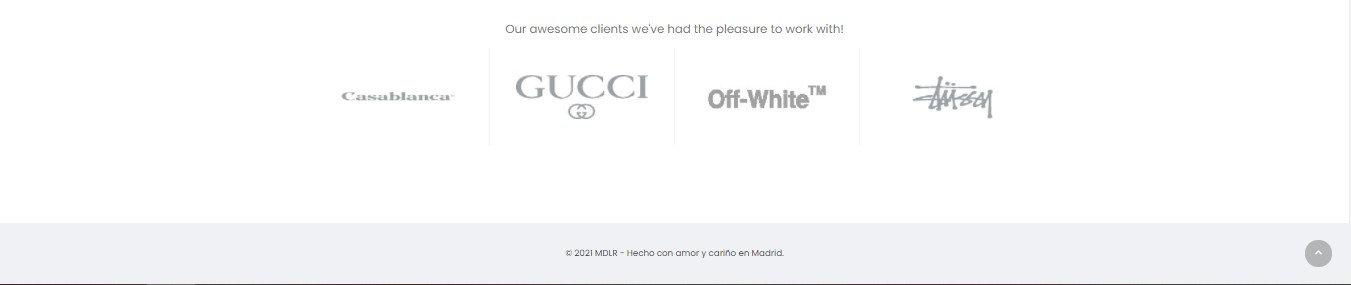 Our awesome clients we've had the pleasure to work with!
Casablanca
GUCCI
Off-White™
Stüssy
© 2021 MDLR - Hecho con amor y cariño en Madrid.